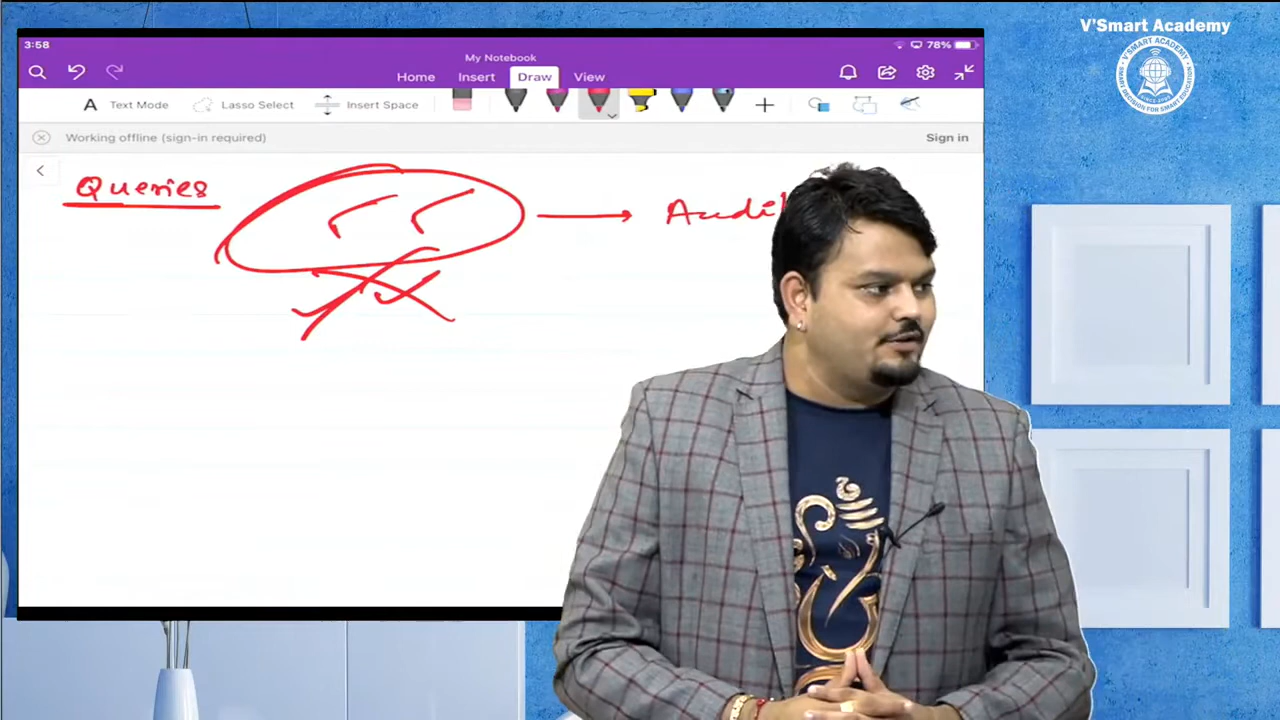 V'Smart Academy
3:58
78%
My Notebook
Home Insert Draw View
A Text Mode Lasso Select Insert Space
Working offline (sign-in required) Sign in
Queries